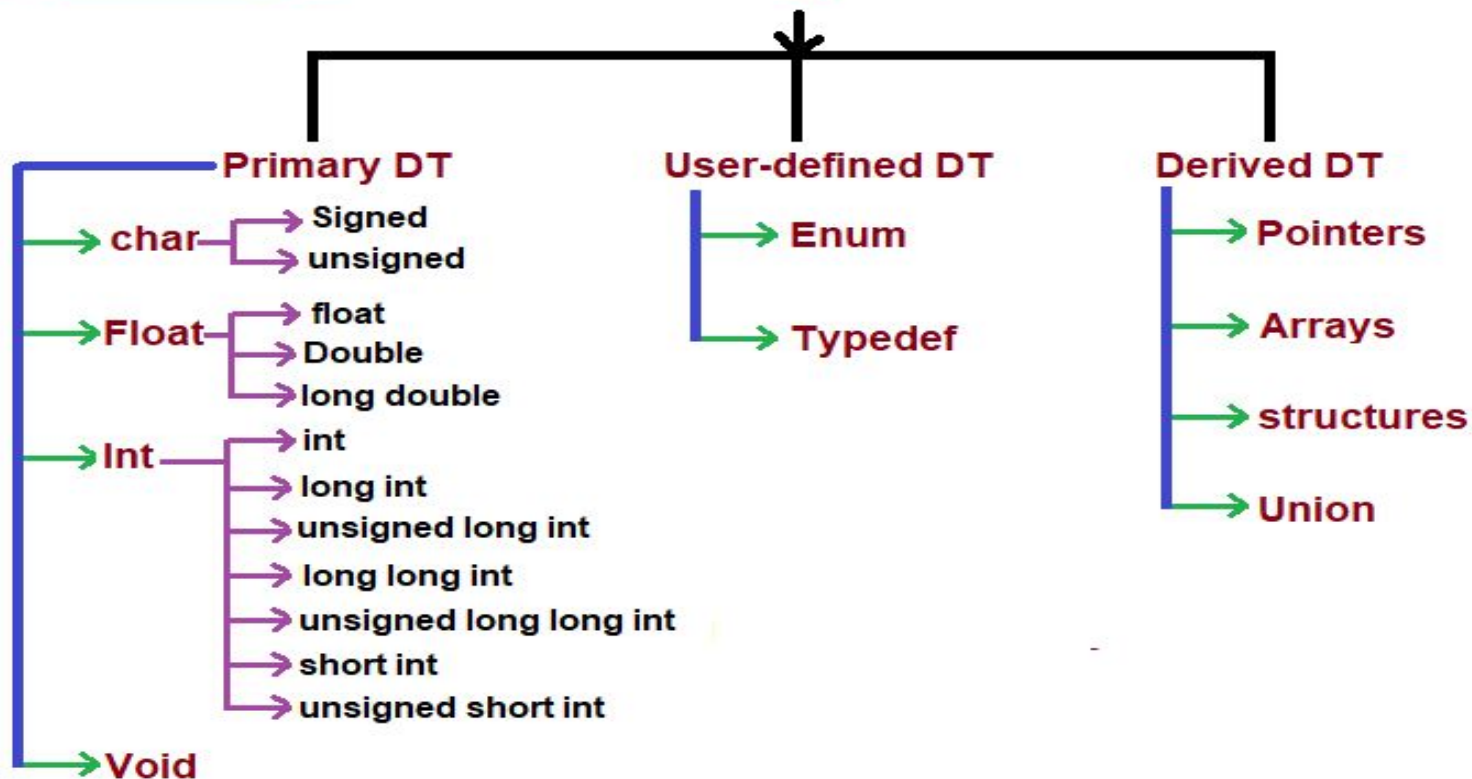 Primary DT
char
Signed
unsigned
Float
float
Double
long double
Int
int
long int
unsigned long int
long long int
unsigned long long int
short int
unsigned short int
Void
User-defined DT
Enum
Typedef
Derived DT
Pointers
Arrays
structures
Union